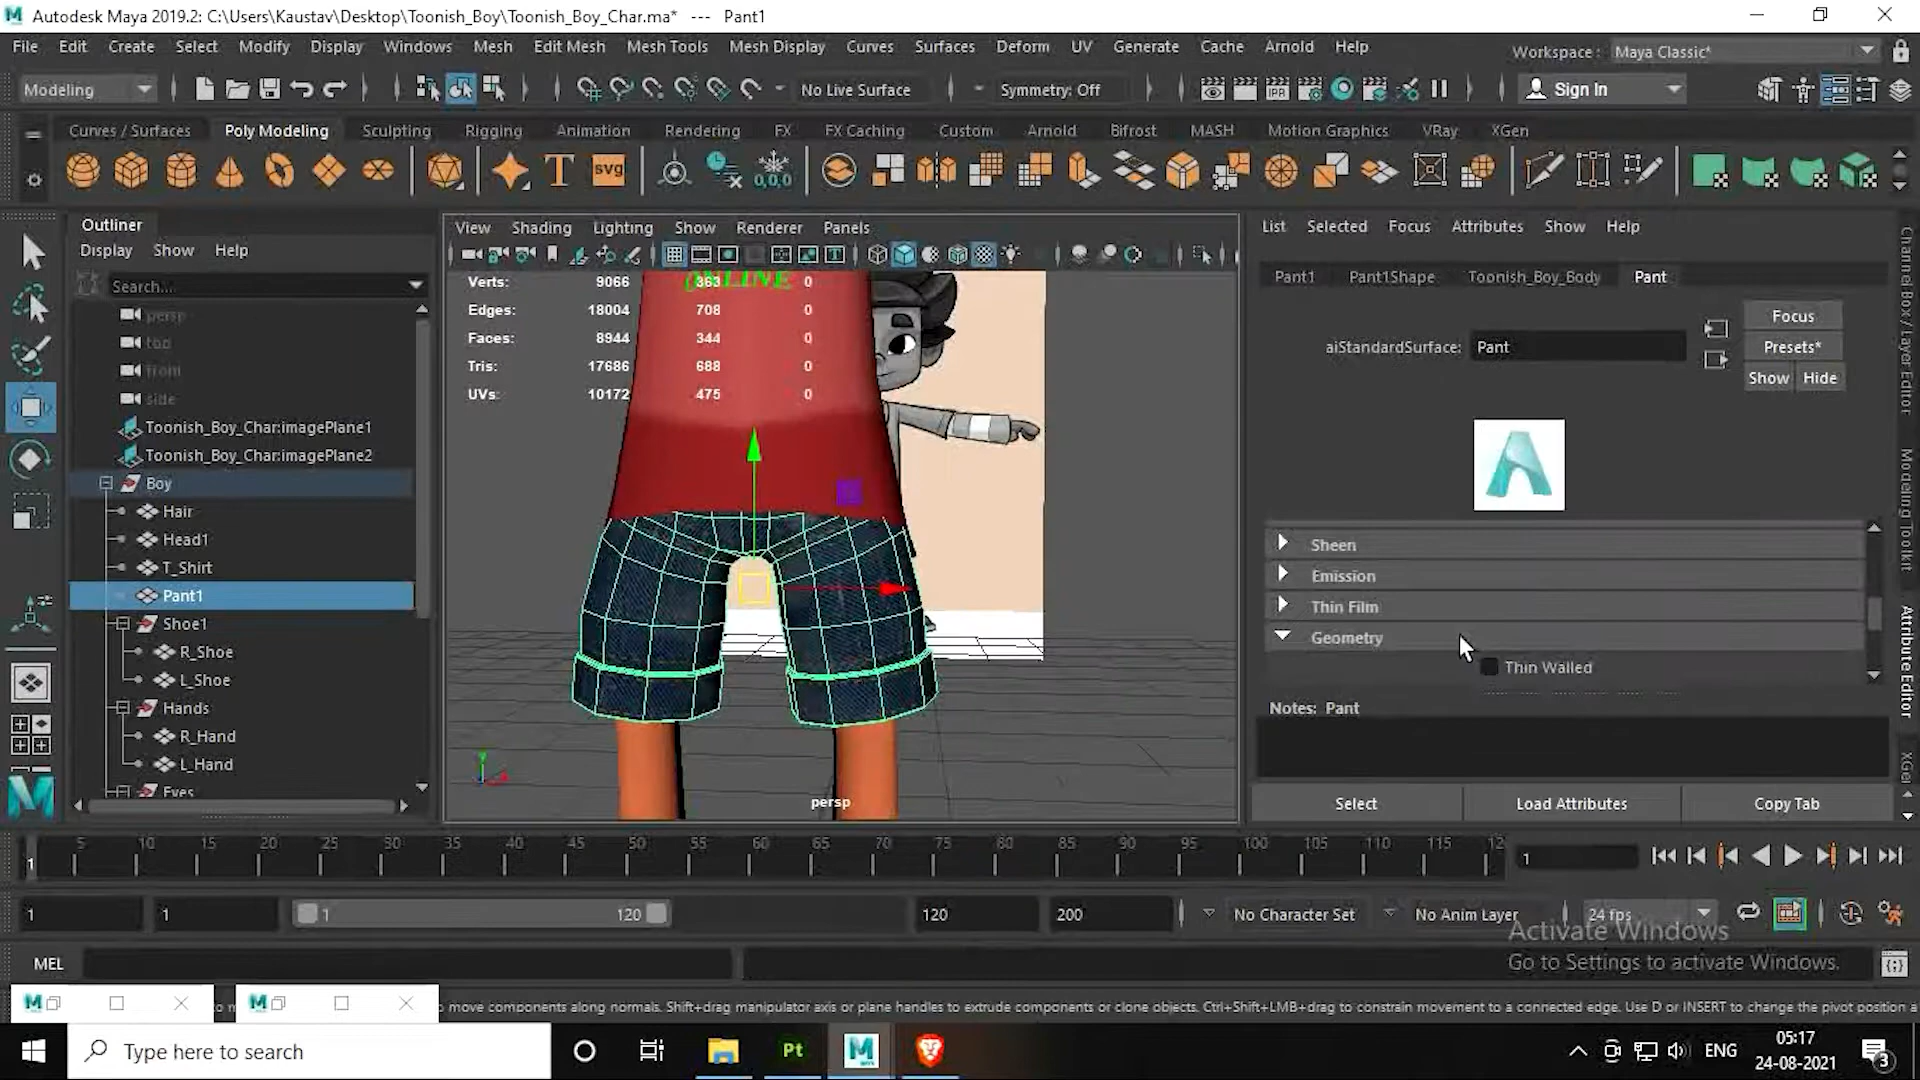 Autodesk Maya 2019.2: C:\Users\Kaustav\Desktop\Toonish_Boy\Toonish_Boy_Char.ma* --- Pant1
File Edit Create Select Modify Display Windows Mesh Edit Mesh Mesh Tools Mesh Display Curves Surfaces Deform UV Generate Cache Arnold Help
Workspace : Maya Classic*
Modeling No Live Surface Symmetry: Off Sign In
Curves / Surfaces Poly Modeling Sculpting Rigging Animation Rendering FX FX Caching Custom Arnold Bifrost MASH Motion Graphics VRay XGen
T svg 0,0,0
Outliner
Display Show Help
Search...
persp
top
front
side
Toonish_Boy_Char:imagePlane1
Toonish_Boy_Char:imagePlane2
Boy
Hair
Head1
T_Shirt
Pant1
Shoe1
R_Shoe
L_Shoe
Hands
R_Hand
L_Hand
Eyes
View Shading Lighting Show Renderer Panels
Verts: 9066 363 0
Edges: 18004 708 0
Faces: 8944 344 0
Tris: 17686 688 0
UVs: 10172 475 0
persp
List Selected Focus Attributes Show Help
Pant1 Pant1Shape Toonish_Boy_Body Pant
Focus
aiStandardSurface: Pant Presets*
Show Hide
Sheen
Emission
Thin Film
Geometry
Thin Walled
Notes: Pant
Select Load Attributes Copy Tab
Channel Box / Layer Editor
Modeling Toolkit
Attribute Editor
XGen
1 5 10 15 20 25 30 35 40 45 50 55 60 65 70 75 80 85 90 95 100 105 110 115 12
1
1 1 1 120 120 200 No Character Set No Anim Layer 24 fps
Activate Windows
Go to Settings to activate Windows.
MEL
move components along normals. Shift+drag manipulator axis or plane handles to extrude components or clone objects. Ctrl+Shift+LMB+drag to constrain movement to a connected edge. Use D or INSERT to change the pivot position a
Type here to search
Pt
ENG
05:17
24-08-2021
3